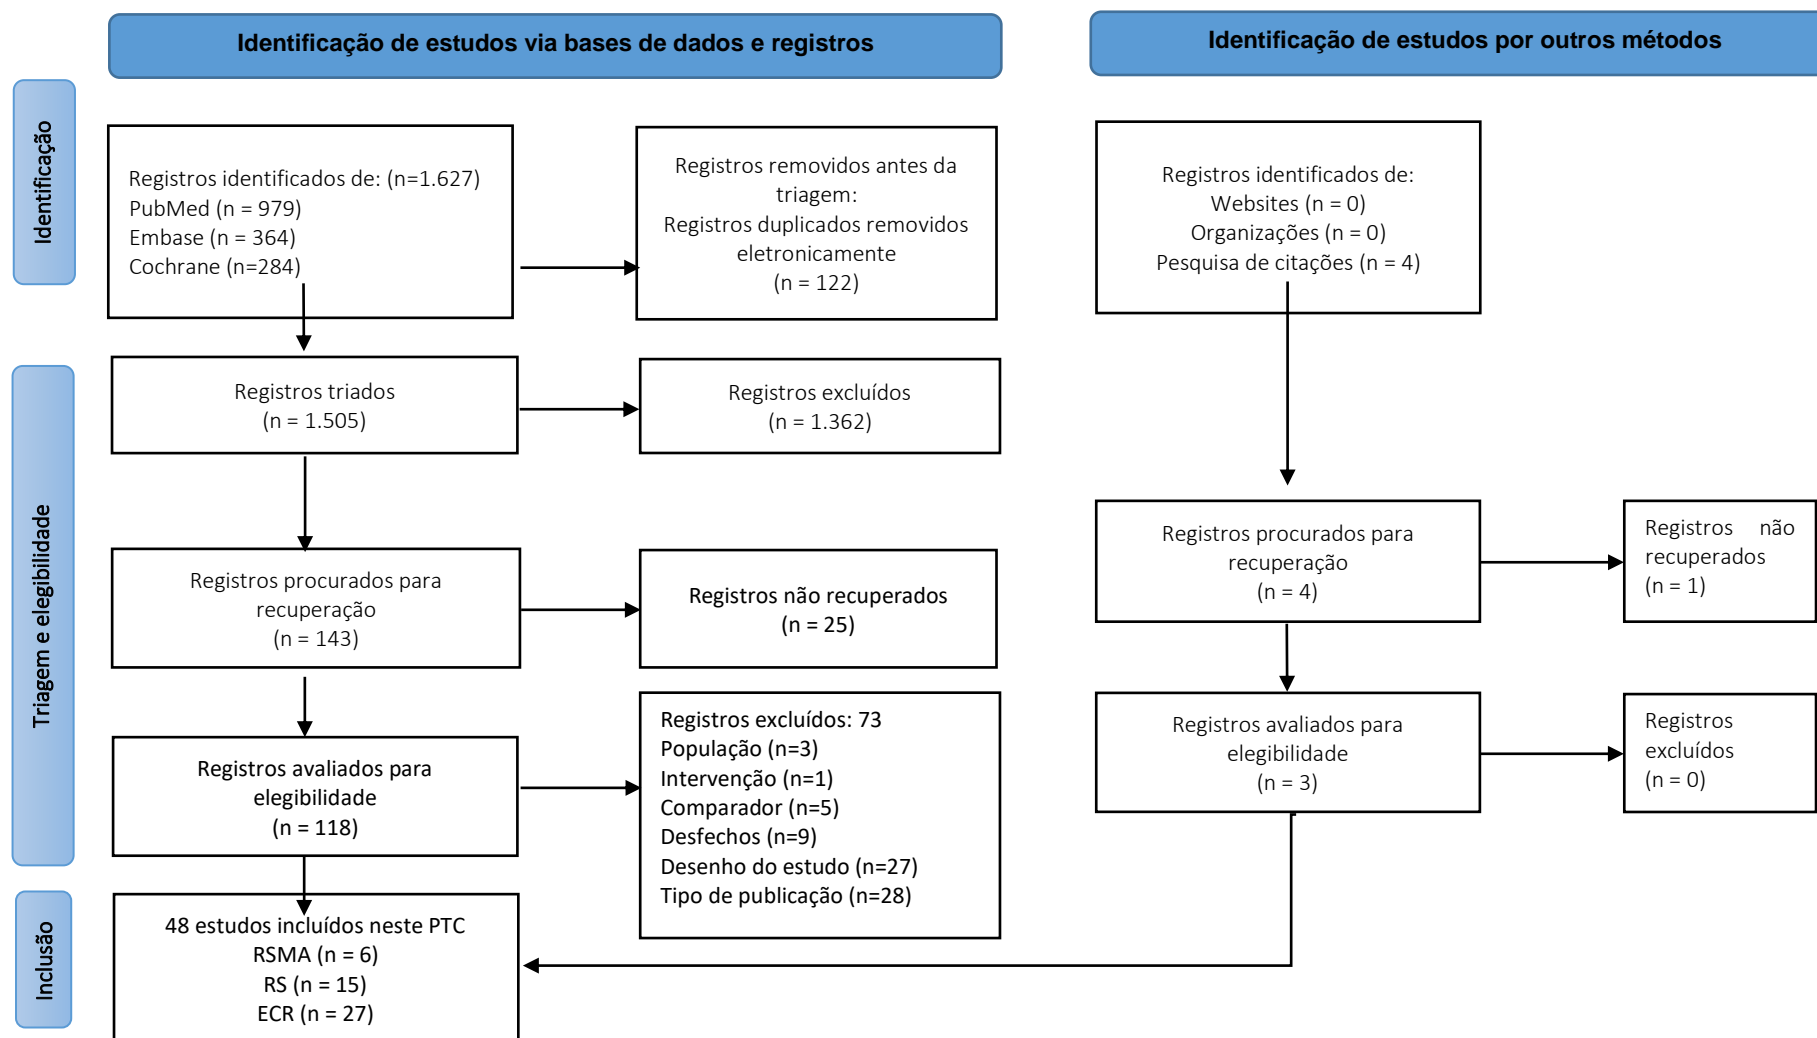 Identificação de estudos via bases de dados e registros
Identificação de estudos por outros métodos
Identificação
Registros identificados de: (n=1.627)
PubMed (n = 979)
Embase (n = 364)
Cochrane (n=284)
Registros removidos antes da
triagem:
Registros duplicados removidos
eletronicamente
(n = 122)
Registros identificados de:
Websites (n = 0)
Organizações (n = 0)
Pesquisa de citações (n = 4)
Triagem e elegibilidade
Registros triados
(n = 1.505)
Registros excluídos
(n = 1.362)
Registros procurados para
recuperação
(n = 143)
Registros não recuperados
(n = 25)
Registros procurados para
recuperação
(n = 4)
Registros não
recuperados
(n = 1)
Registros avaliados para
elegibilidade
(n = 118)
Registros excluídos: 73
População (n=3)
Intervenção (n=1)
Comparador (n=5)
Desfechos (n=9)
Desenho do estudo (n=27)
Tipo de publicação (n=28)
Registros avaliados para
elegibilidade
(n = 3)
Registros
excluídos
(n = 0)
Inclusão
48 estudos incluídos neste PTC
RSMA (n = 6)
RS (n = 15)
ECR (n = 27)